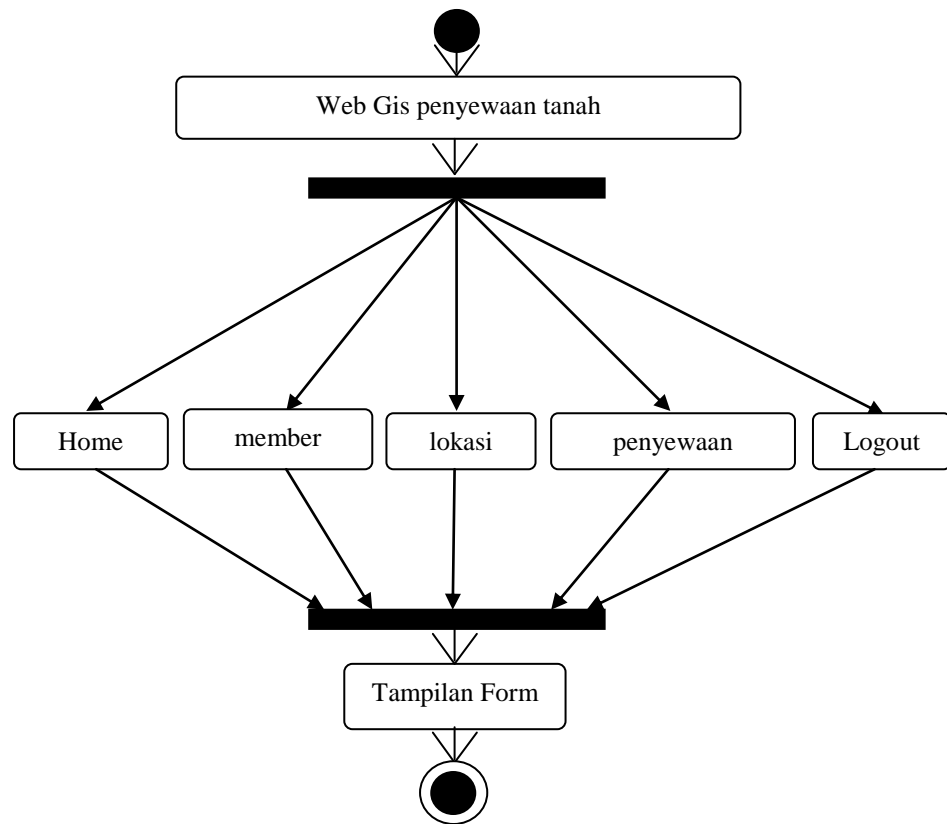 Web Gis penyewaan tanah
Home
member
lokasi
penyewaan
Logout
Tampilan Form